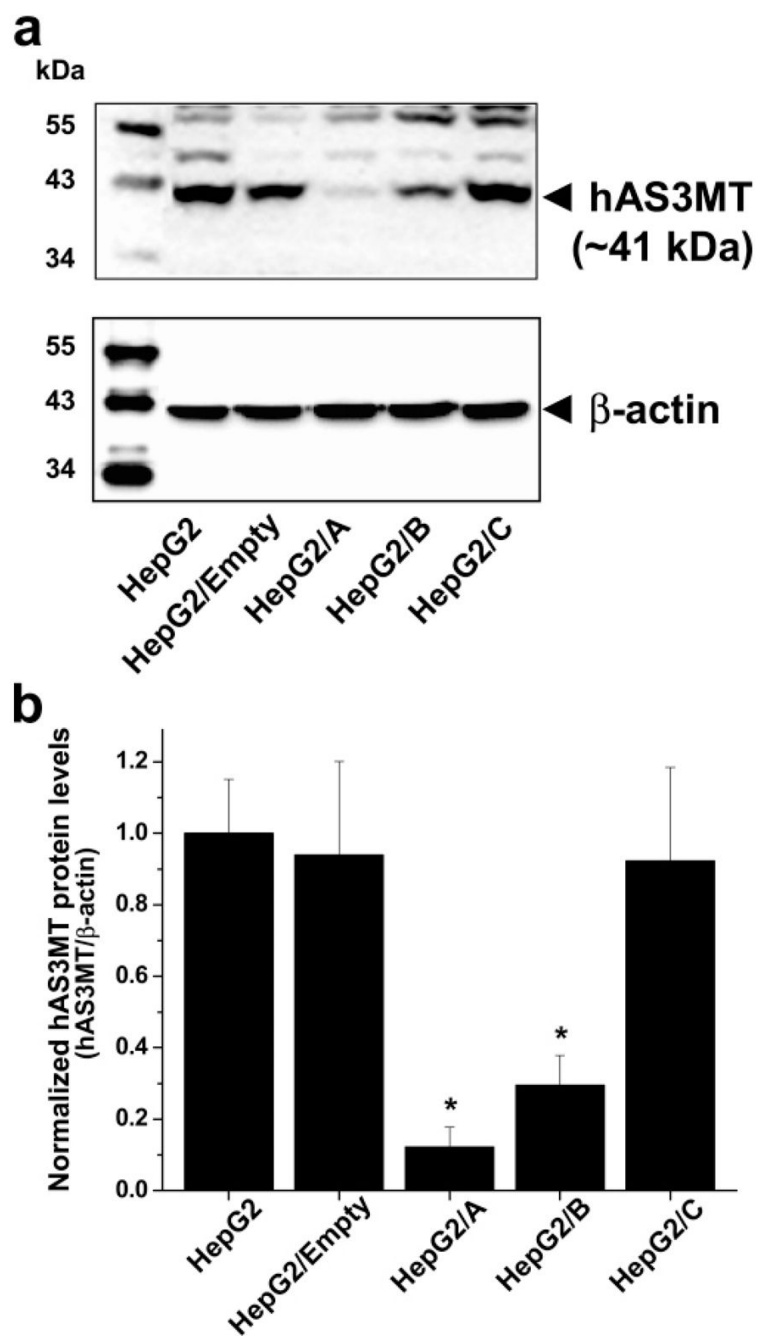 a
kDa
55
43
34
hAS3MT
(~41 kDa)
55
43
34
β-actin
HepG2
HepG2/Empty
HepG2/A
HepG2/B
HepG2/C
b
Normalized hAS3MT protein levels
(hAS3MT/β-actin)
1.2
1.0
0.8
0.6
0.4
0.2
0.0
*
*
HepG2
HepG2/Empty
HepG2/A
HepG2/B
HepG2/C